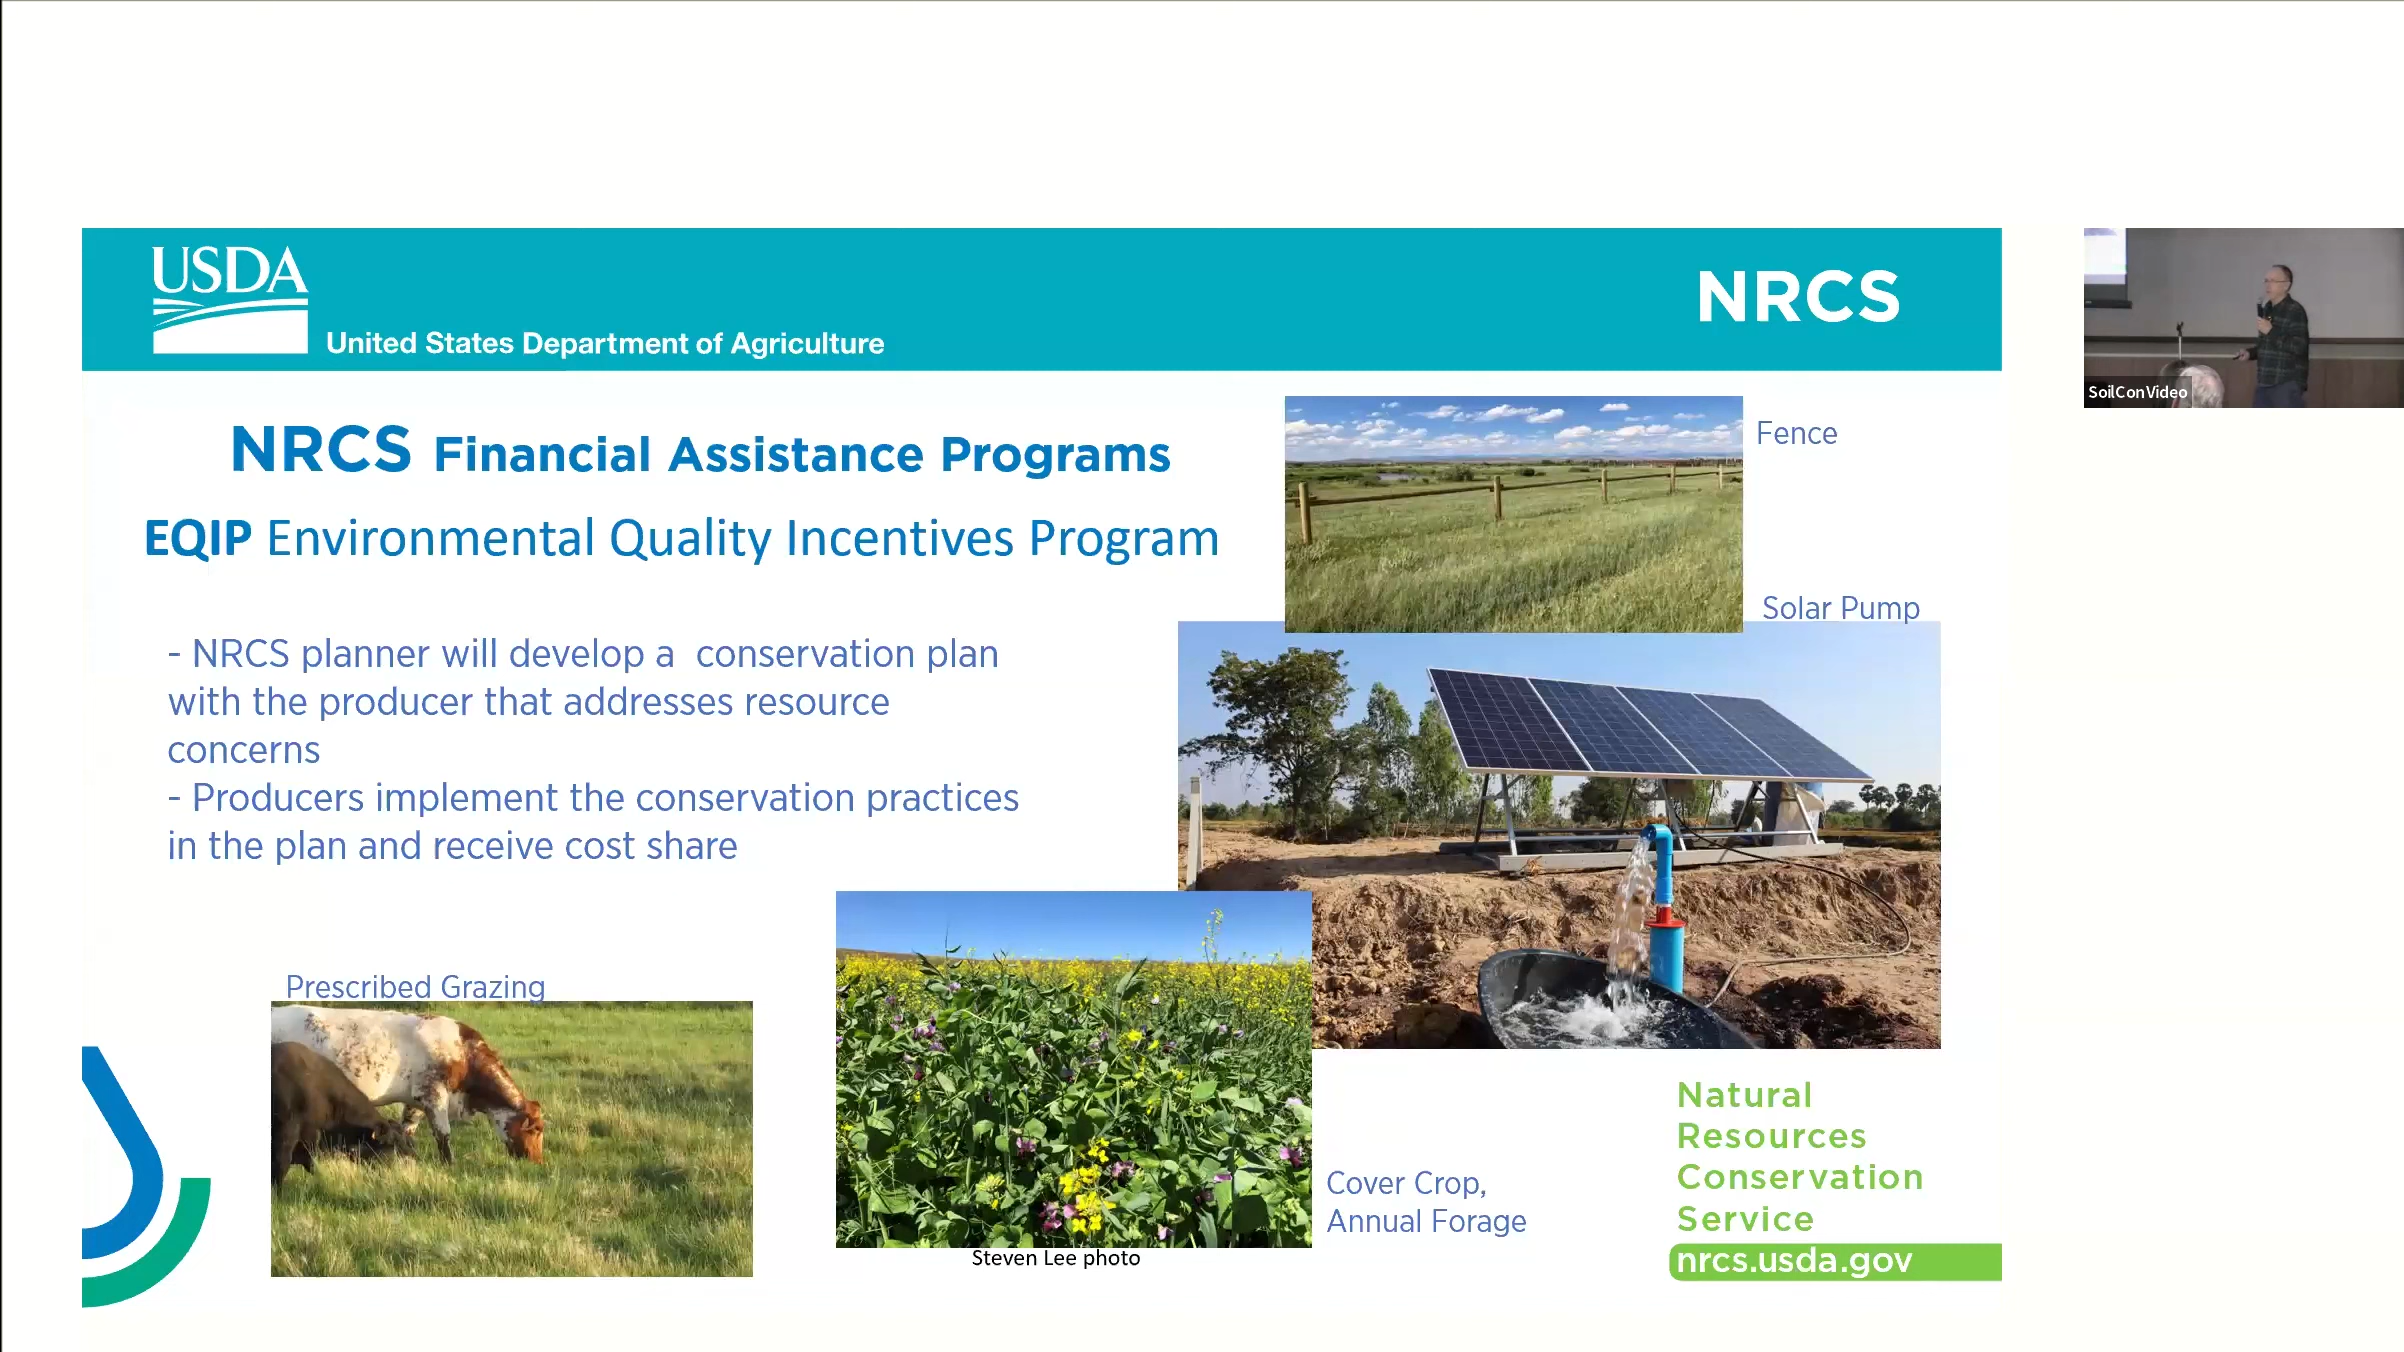 USDA
United States Department of Agriculture
NRCS
NRCS Financial Assistance Programs
EQIP Environmental Quality Incentives Program
- NRCS planner will develop a  conservation plan
with the producer that addresses resource
concerns
- Producers implement the conservation practices
in the plan and receive cost share
Fence
Solar Pump
Prescribed Grazing
Cover Crop,
Annual Forage
Steven Lee photo
Natural
Resources
Conservation
Service
nrcs.usda.gov
SoilConVideo